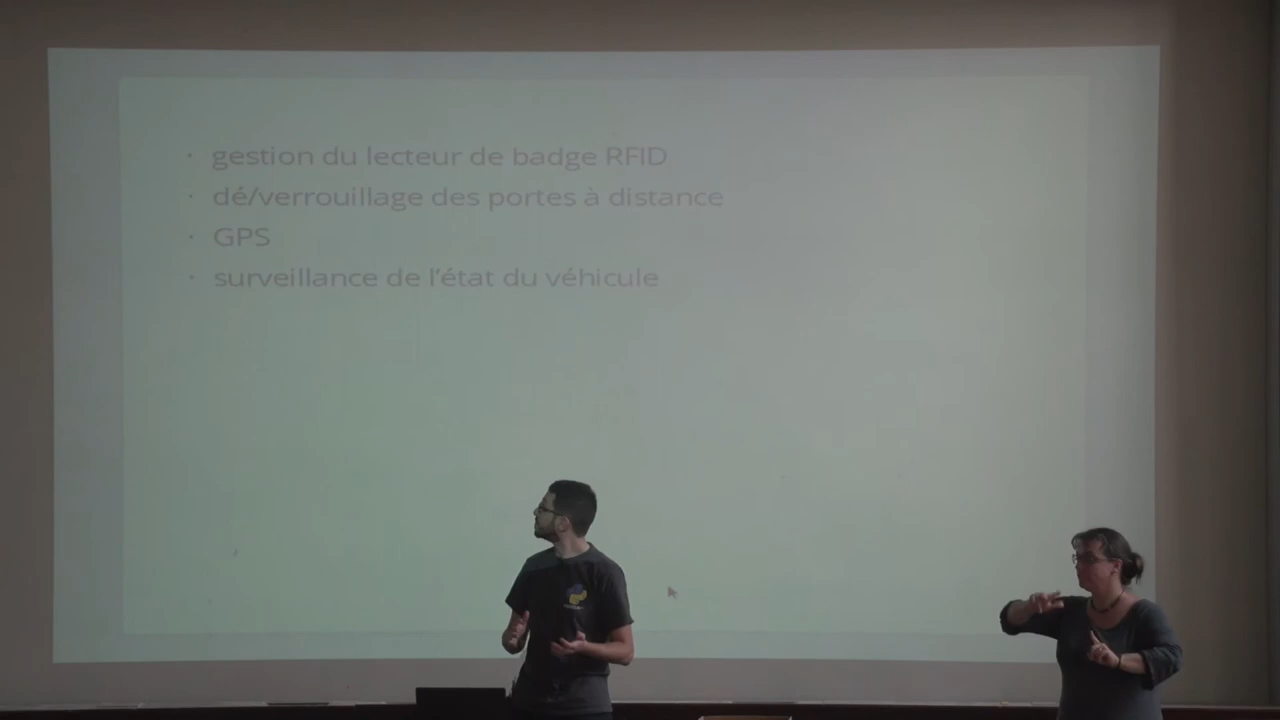 · gestion du lecteur de badge RFID
· dé/verrouillage des portes à distance
· GPS
· surveillance de l'état du véhicule